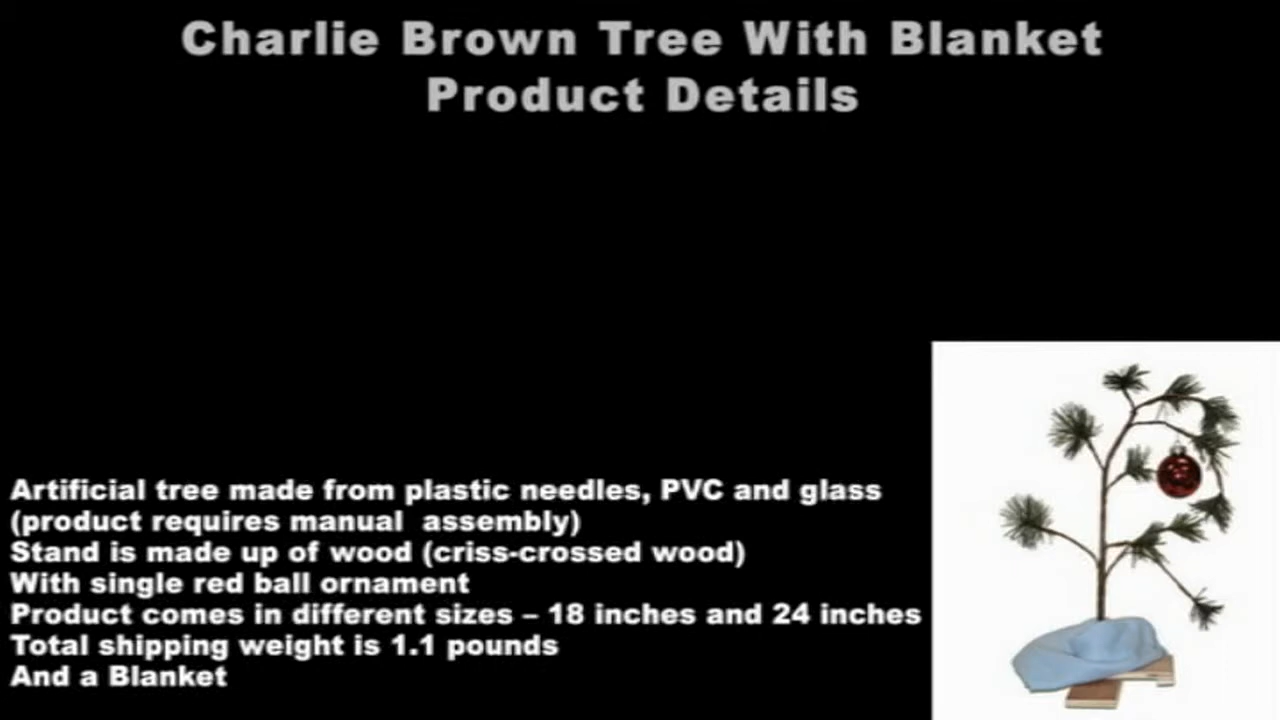 Charlie Brown Tree With Blanket
Product Details
Artificial tree made from plastic needles, PVC and glass
(product requires manual  assembly)
Stand is made up of wood (criss-crossed wood)
With single red ball ornament
Product comes in different sizes – 18 inches and 24 inches
Total shipping weight is 1.1 pounds
And a Blanket